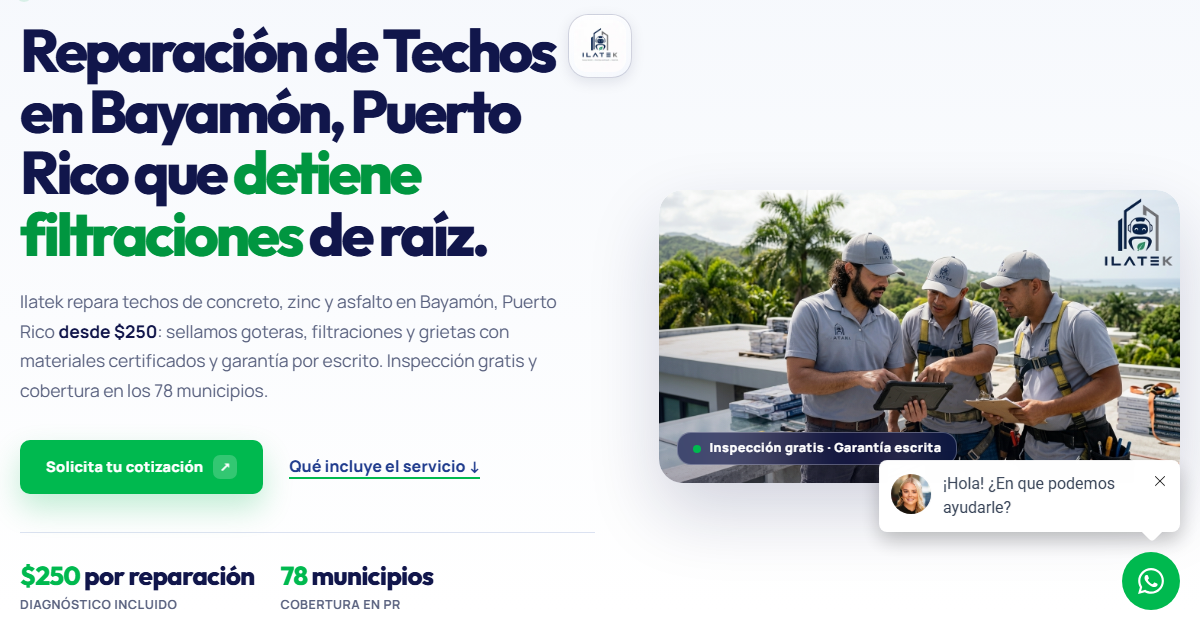 Reparación de Techos
en Bayamón, Puerto
Rico que detiene
filtraciones de raíz.
ILATEK
Ilatek repara techos de concreto, zinc y asfalto en Bayamón, Puerto
Rico desde $250: sellamos goteras, filtraciones y grietas con
materiales certificados y garantía por escrito. Inspección gratis y
cobertura en los 78 municipios.
Solicita tu cotización ↗
Qué incluye el servicio ↓
$250 por reparación
DIAGNÓSTICO INCLUIDO
78 municipios
COBERTURA EN PR
ILATEK
Inspección gratis · Garantía escrita
¡Hola! ¿En que podemos
ayudarle?